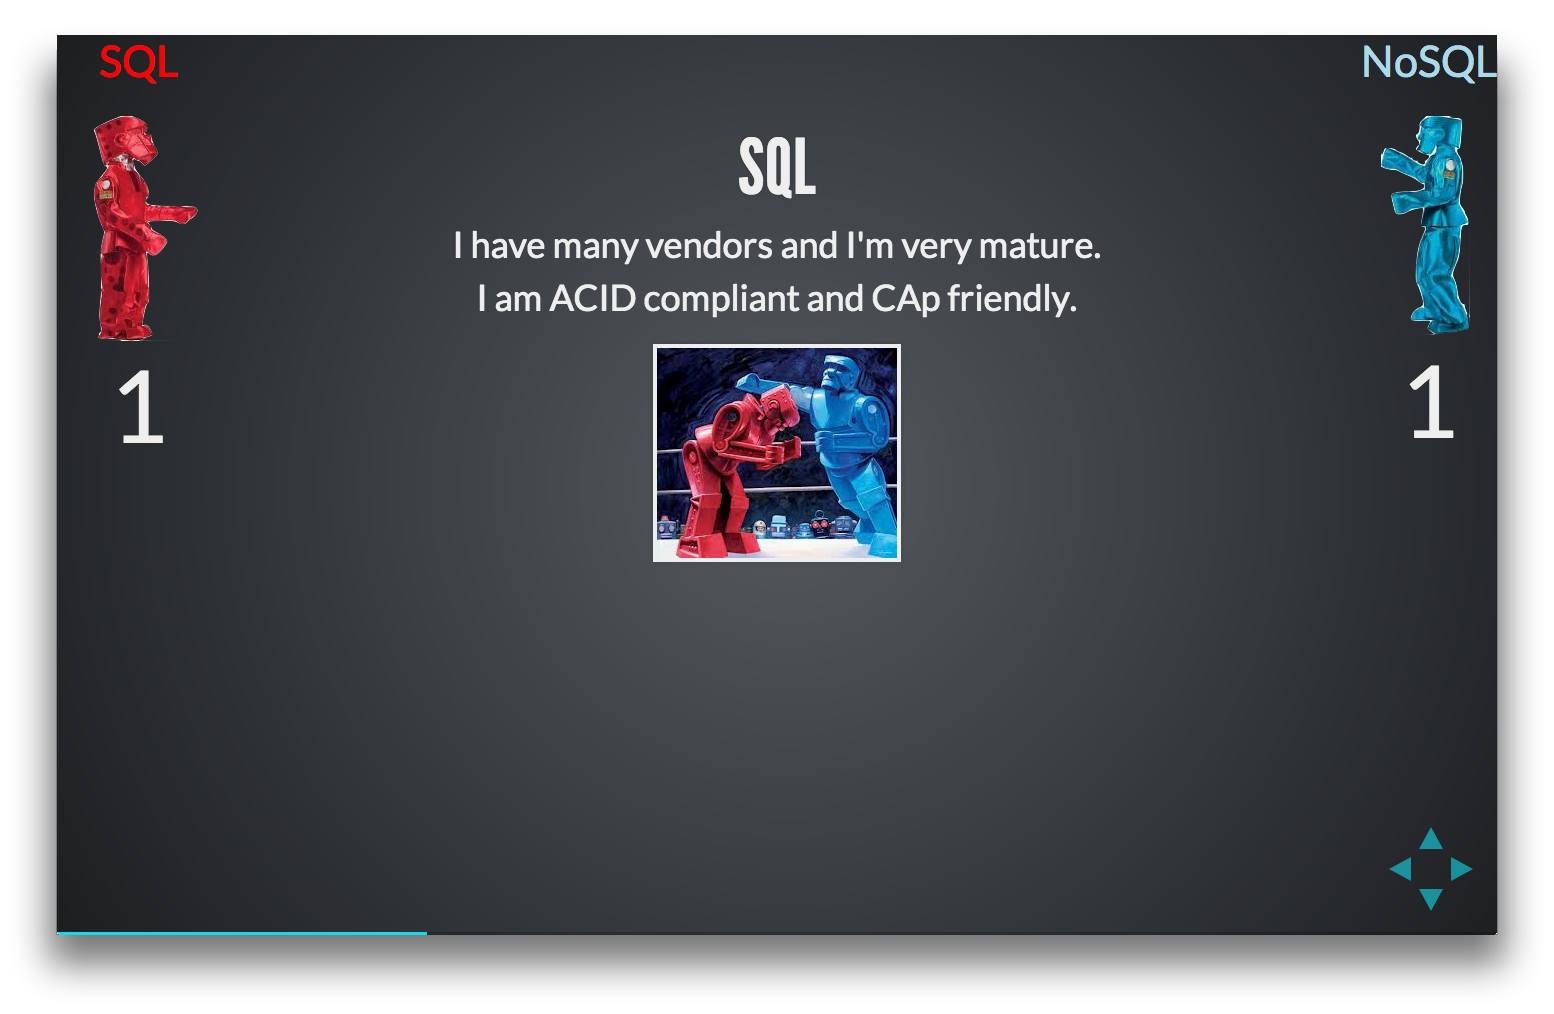 SQL
NoSQL
SQL
I have many vendors and I'm very mature.
I am ACID compliant and CAp friendly.
1
1